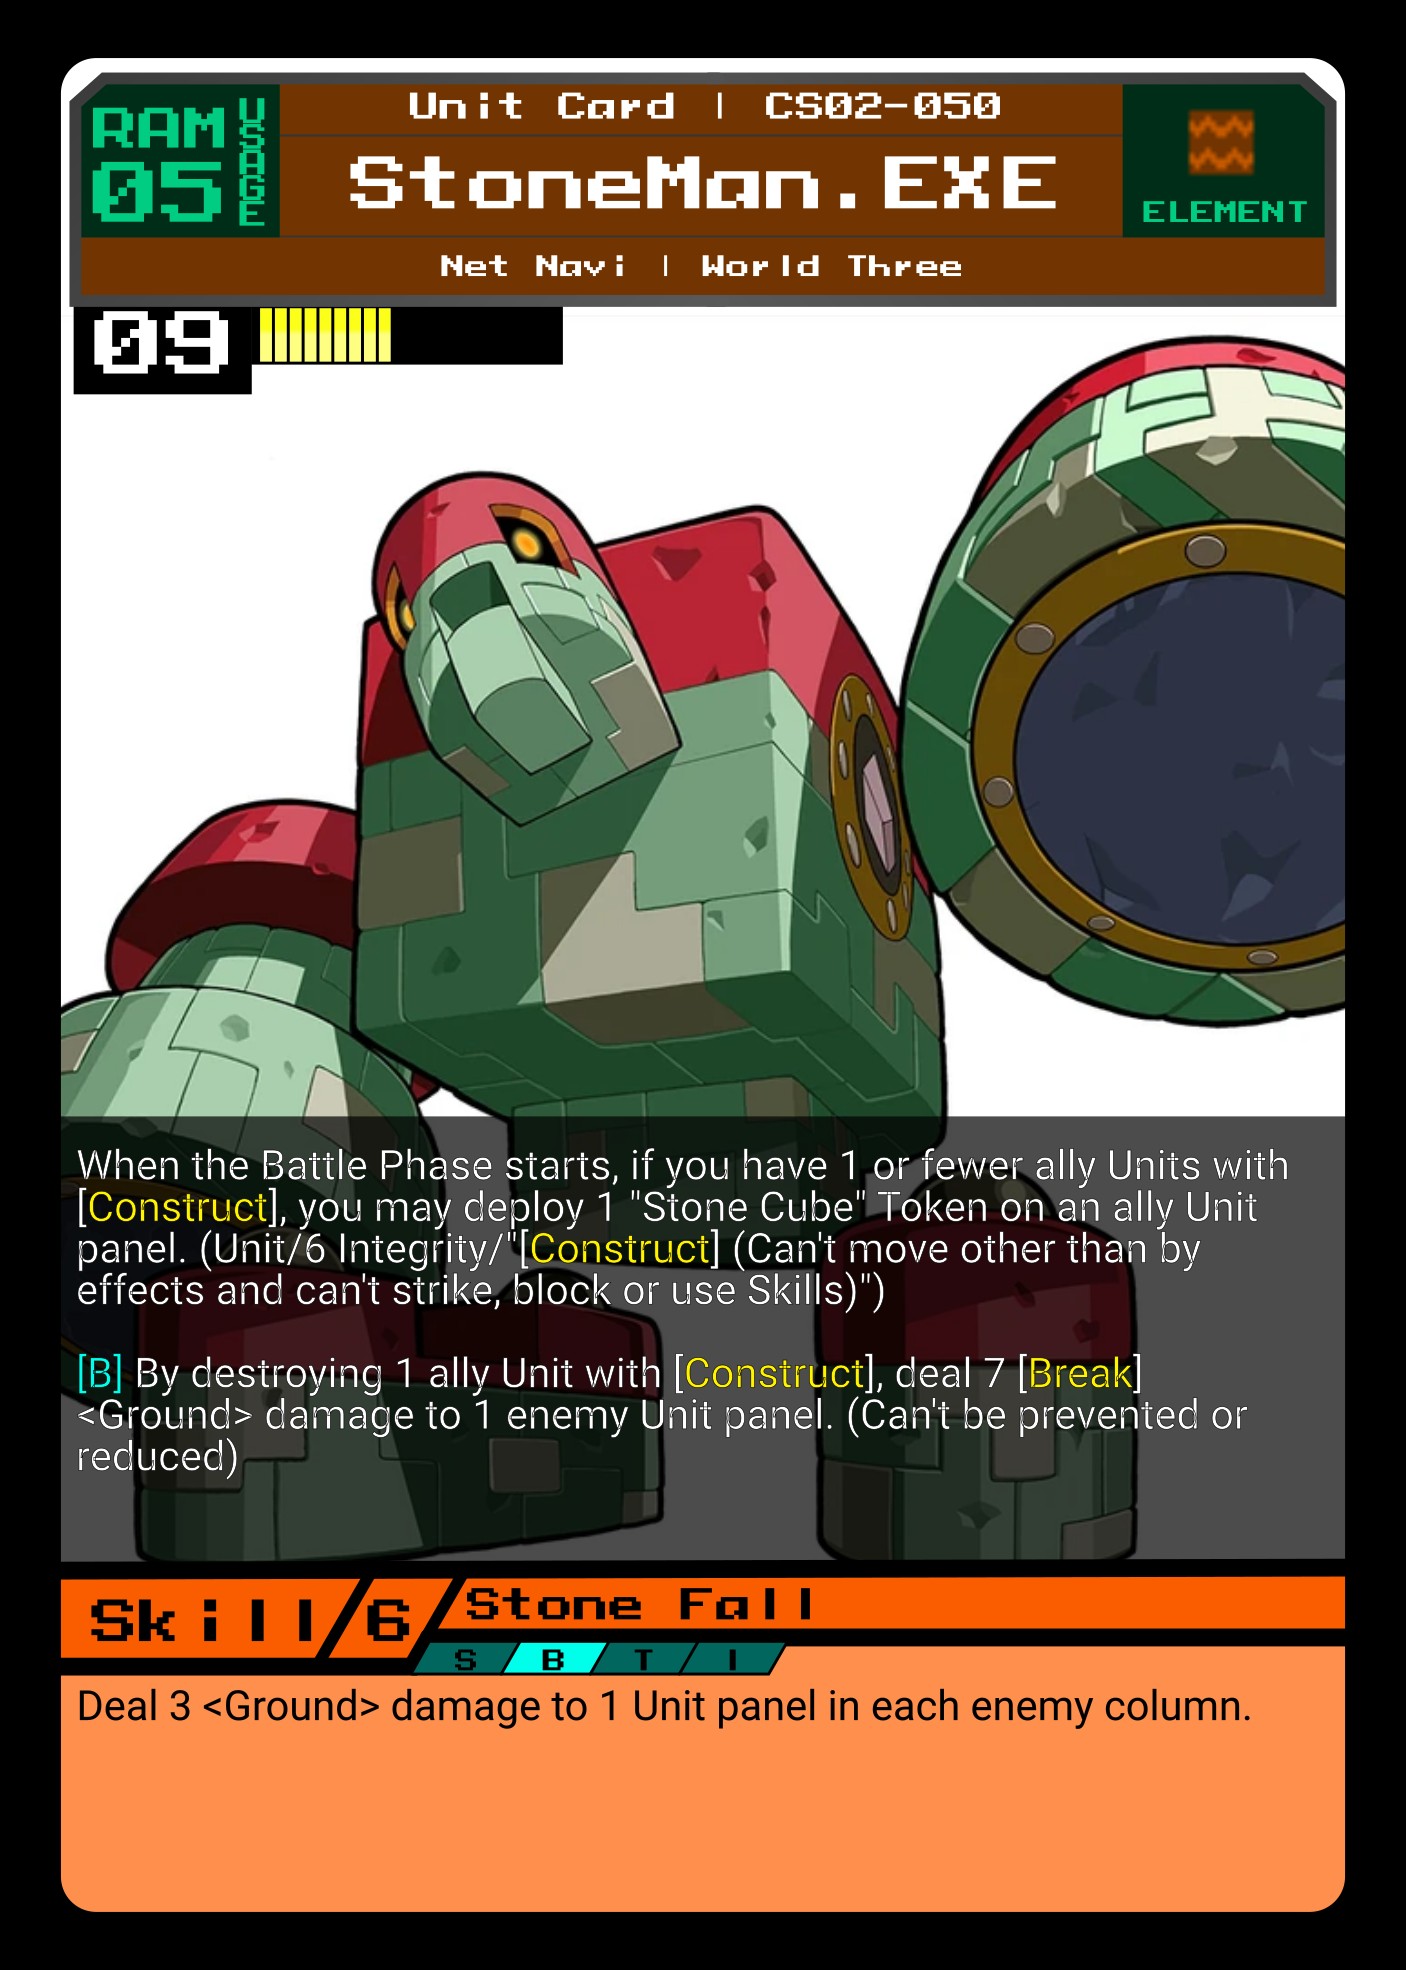 RAM USAGE
05
Unit Card | CS02-050
StoneMan.EXE
ELEMENT
Net Navi | World Three
09
When the Battle Phase starts, if you have 1 or fewer ally Units with
[Construct], you may deploy 1 "Stone Cube" Token on an ally Unit
panel. (Unit/6 Integrity/"[Construct] (Can't move other than by
effects and can't strike, block or use Skills)")
[B] By destroying 1 ally Unit with [Construct], deal 7 [Break]
<Ground> damage to 1 enemy Unit panel. (Can't be prevented or
reduced)
Skill/6 Stone Fall
S B T I
Deal 3 <Ground> damage to 1 Unit panel in each enemy column.